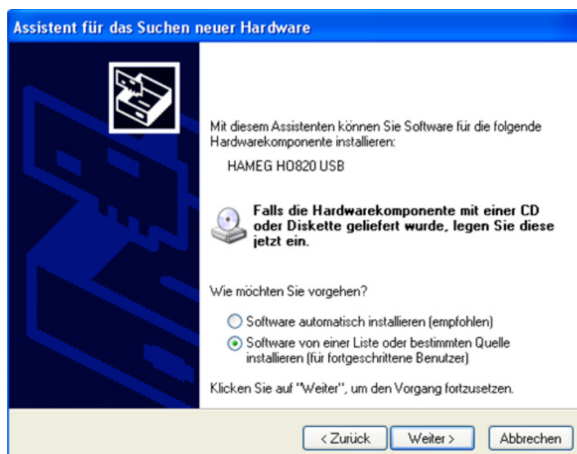 Assistent für das Suchen neuer Hardware
Mit diesem Assistenten können Sie Software für die folgende
Hardwarekomponente installieren:
HAMEG HO820 USB
Falls die Hardwarekomponente mit einer CD
oder Diskette geliefert wurde, legen Sie diese
jetzt ein.
Wie möchten Sie vorgehen?
Software automatisch installieren (empfohlen)
Software von einer Liste oder bestimmten Quelle
installieren (für fortgeschrittene Benutzer)
Klicken Sie auf "Weiter", um den Vorgang fortzusetzen.
< Zurück Weiter > Abbrechen